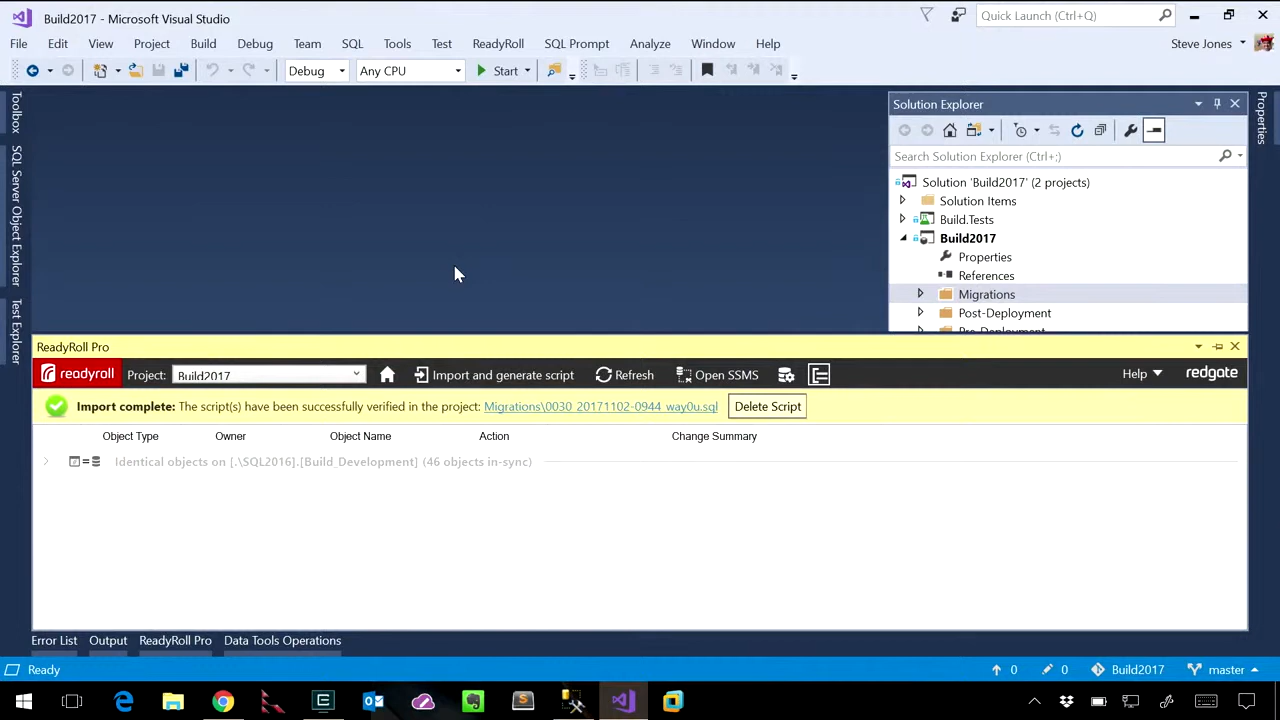 Build2017 - Microsoft Visual Studio
Quick Launch (Ctrl+Q)
File Edit View Project Build Debug Team SQL Tools Test ReadyRoll SQL Prompt Analyze Window Help
Steve Jones
Debug Any CPU Start
Toolbox
SQL Server Object Explorer
Test Explorer
Properties
Solution Explorer
Search Solution Explorer (Ctrl+;)
Solution 'Build2017' (2 projects)
Solution Items
Build.Tests
Build2017
Properties
References
Migrations
Post-Deployment
Pre-Deployment
ReadyRoll Pro
readyroll Project: Build2017 Import and generate script Refresh Open SSMS Help redgate
Import complete: The script(s) have been successfully verified in the project: Migrations\0030_20171102-0944_way0u.sql Delete Script
Object Type Owner Object Name Action Change Summary
Identical objects on [.\SQL2016].[Build_Development] (46 objects in-sync)
Error List Output ReadyRoll Pro Data Tools Operations
Ready 0 0 Build2017 master